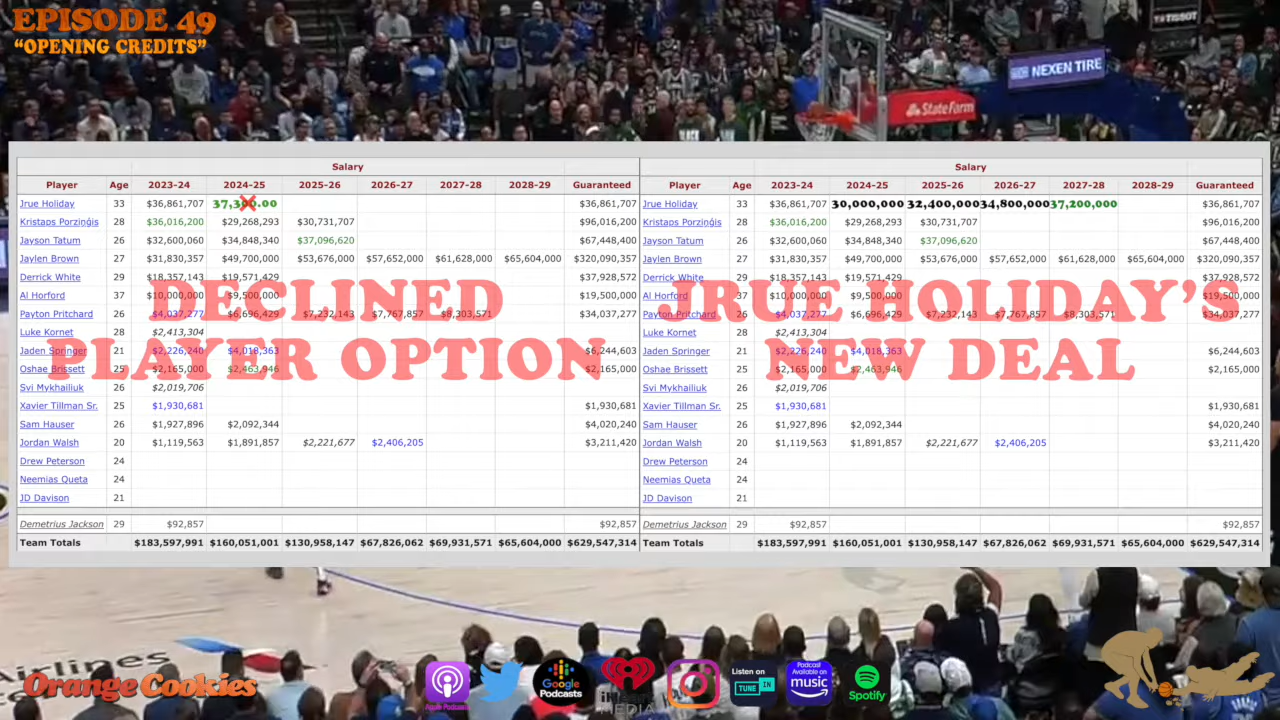 EPISODE 49
“OPENING CREDITS”
TISSOT
NEXEN TIRE
StateFarm
Salary
Player Age 2023-24 2024-25 2025-26 2026-27 2027-28 2028-29 Guaranteed
Jrue Holiday 33 $36,861,707 $36,861,707
Kristaps Porziņģis 28 $36,016,200 $29,268,293 $30,731,707 $96,016,200
Jayson Tatum 26 $32,600,060 $34,848,340 $37,096,620 $67,448,400
Jaylen Brown 27 $31,830,357 $49,700,000 $53,676,000 $57,652,000 $61,628,000 $65,604,000 $320,090,357
Derrick White 29 $18,357,143 $19,571,429 $37,928,572
Al Horford 37 $10,000,000 $9,500,000 $19,500,000
Payton Pritchard 26 $4,037,277 $6,696,429 $7,232,143 $7,767,857 $8,303,571 $34,037,277
Luke Kornet 28 $2,413,304
Jaden Springer 21 $2,226,240 $4,018,363 $6,244,603
Oshae Brissett 25 $2,165,000 $2,463,946 $2,165,000
Svi Mykhailiuk 26 $2,019,706
Xavier Tillman Sr. 25 $1,930,681 $1,930,681
Sam Hauser 26 $1,927,896 $2,092,344 $4,020,240
Jordan Walsh 20 $1,119,563 $1,891,857 $2,221,677 $2,406,205 $3,211,420
Drew Peterson 24
Neemias Queta 24
JD Davison 21
Demetrius Jackson 29 $92,857 $92,857
Team Totals $183,597,991 $160,051,001 $130,958,147 $67,826,062 $69,931,571 $65,604,000 $629,547,314
DECLINED
PLAYER OPTION
Salary
Player Age 2023-24 2024-25 2025-26 2026-27 2027-28 2028-29 Guaranteed
Jrue Holiday 33 $36,861,707 30,000,000 32,400,000 34,800,000 37,200,000 $36,861,707
Kristaps Porziņģis 28 $36,016,200 $29,268,293 $30,731,707 $96,016,200
Jayson Tatum 26 $32,600,060 $34,848,340 $37,096,620 $67,448,400
Jaylen Brown 27 $31,830,357 $49,700,000 $53,676,000 $57,652,000 $61,628,000 $65,604,000 $320,090,357
Derrick White 29 $18,357,143 $19,571,429 $37,928,572
Al Horford 37 $10,000,000 $9,500,000 $19,500,000
Payton Pritchard 26 $4,037,277 $6,696,429 $7,232,143 $7,767,857 $8,303,571 $34,037,277
Luke Kornet 28 $2,413,304
Jaden Springer 21 $2,226,240 $4,018,363 $6,244,603
Oshae Brissett 25 $2,165,000 $2,463,946 $2,165,000
Svi Mykhailiuk 26 $2,019,706
Xavier Tillman Sr. 25 $1,930,681 $1,930,681
Sam Hauser 26 $1,927,896 $2,092,344 $4,020,240
Jordan Walsh 20 $1,119,563 $1,891,857 $2,221,677 $2,406,205 $3,211,420
Drew Peterson 24
Neemias Queta 24
JD Davison 21
Demetrius Jackson 29 $92,857 $92,857
Team Totals $183,597,991 $160,051,001 $130,958,147 $67,826,062 $69,931,571 $65,604,000 $629,547,314
JRUE HOLIDAY’S
NEW DEAL
Orange Cookies
Apple Podcasts
Google
Podcasts
MEDIA
Listen on
TUNE IN
Podcast
Available on
music
Spotify